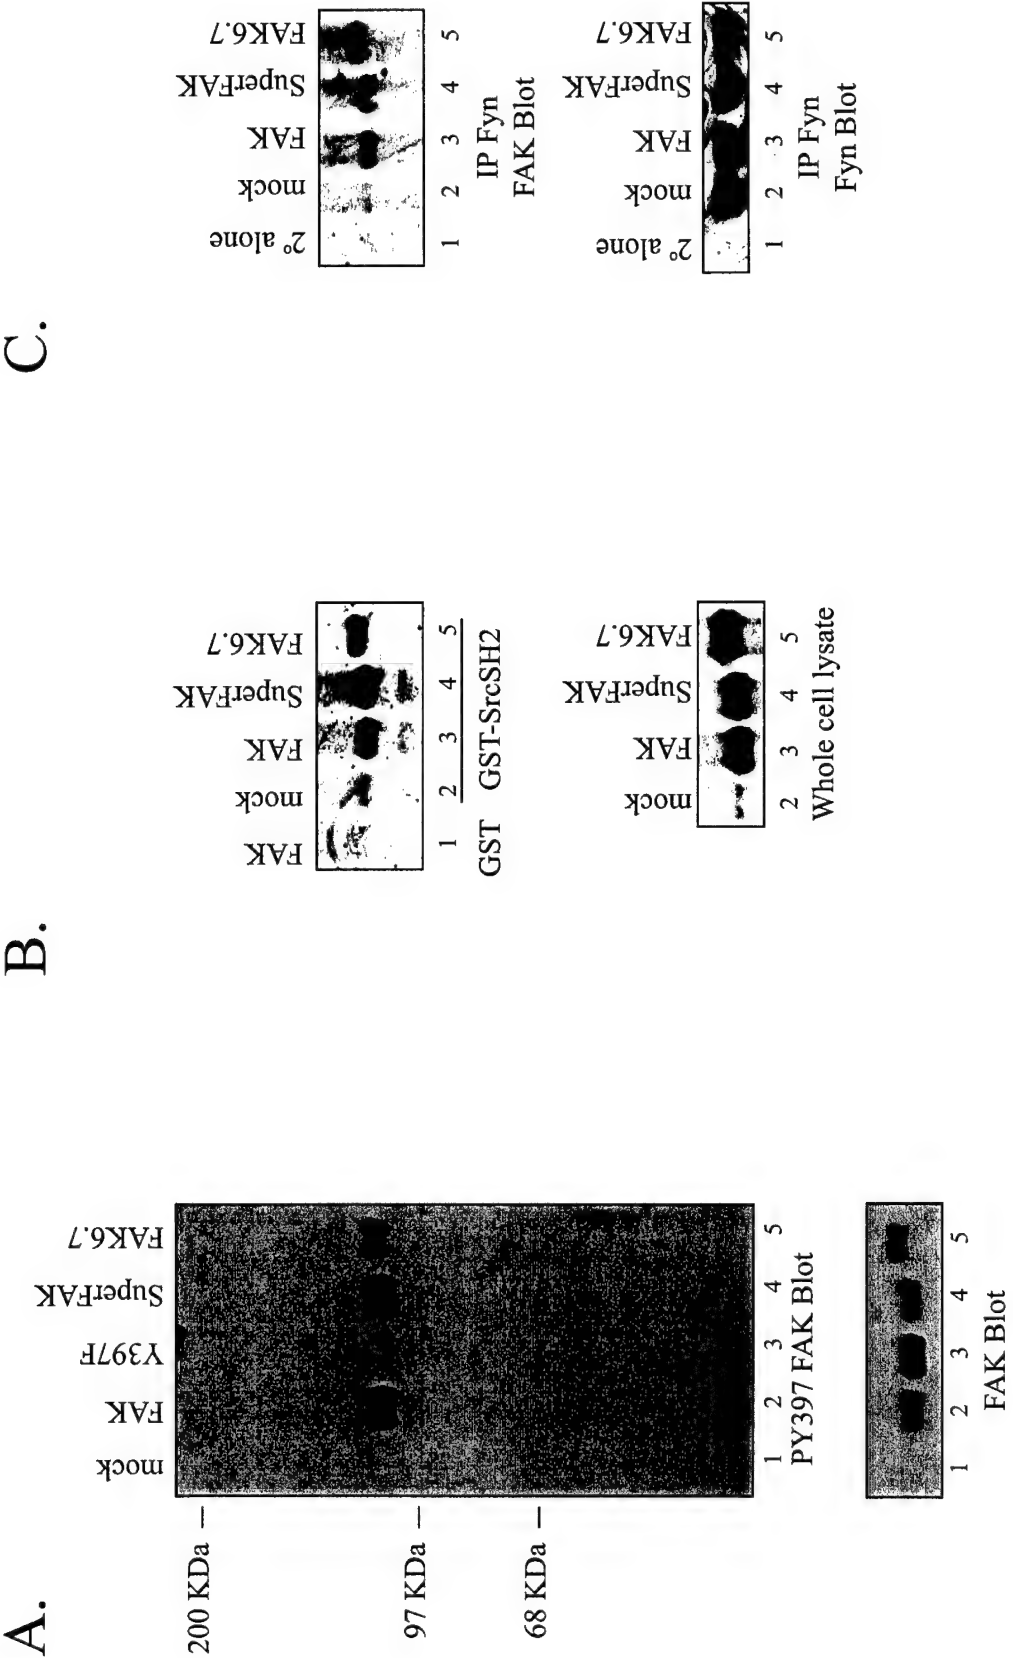 A.
mock
FAK
Y397F
SuperFAK
FAK6.7
200 KDa
97 KDa
68 KDa
1 2 3 4 5
PY397 FAK Blot
1 2 3 4 5
FAK Blot
B.
FAK
mock
FAK
SuperFAK
FAK6.7
1 2 3 4 5
GST GST-SrcSH2
mock
FAK
SuperFAK
FAK6.7
2 3 4 5
Whole cell lysate
C.
2° alone
mock
FAK
SuperFAK
FAK6.7
1 2 3 4 5
IP Fyn
FAK Blot
2° alone
mock
FAK
SuperFAK
FAK6.7
1 2 3 4 5
IP Fyn
Fyn Blot